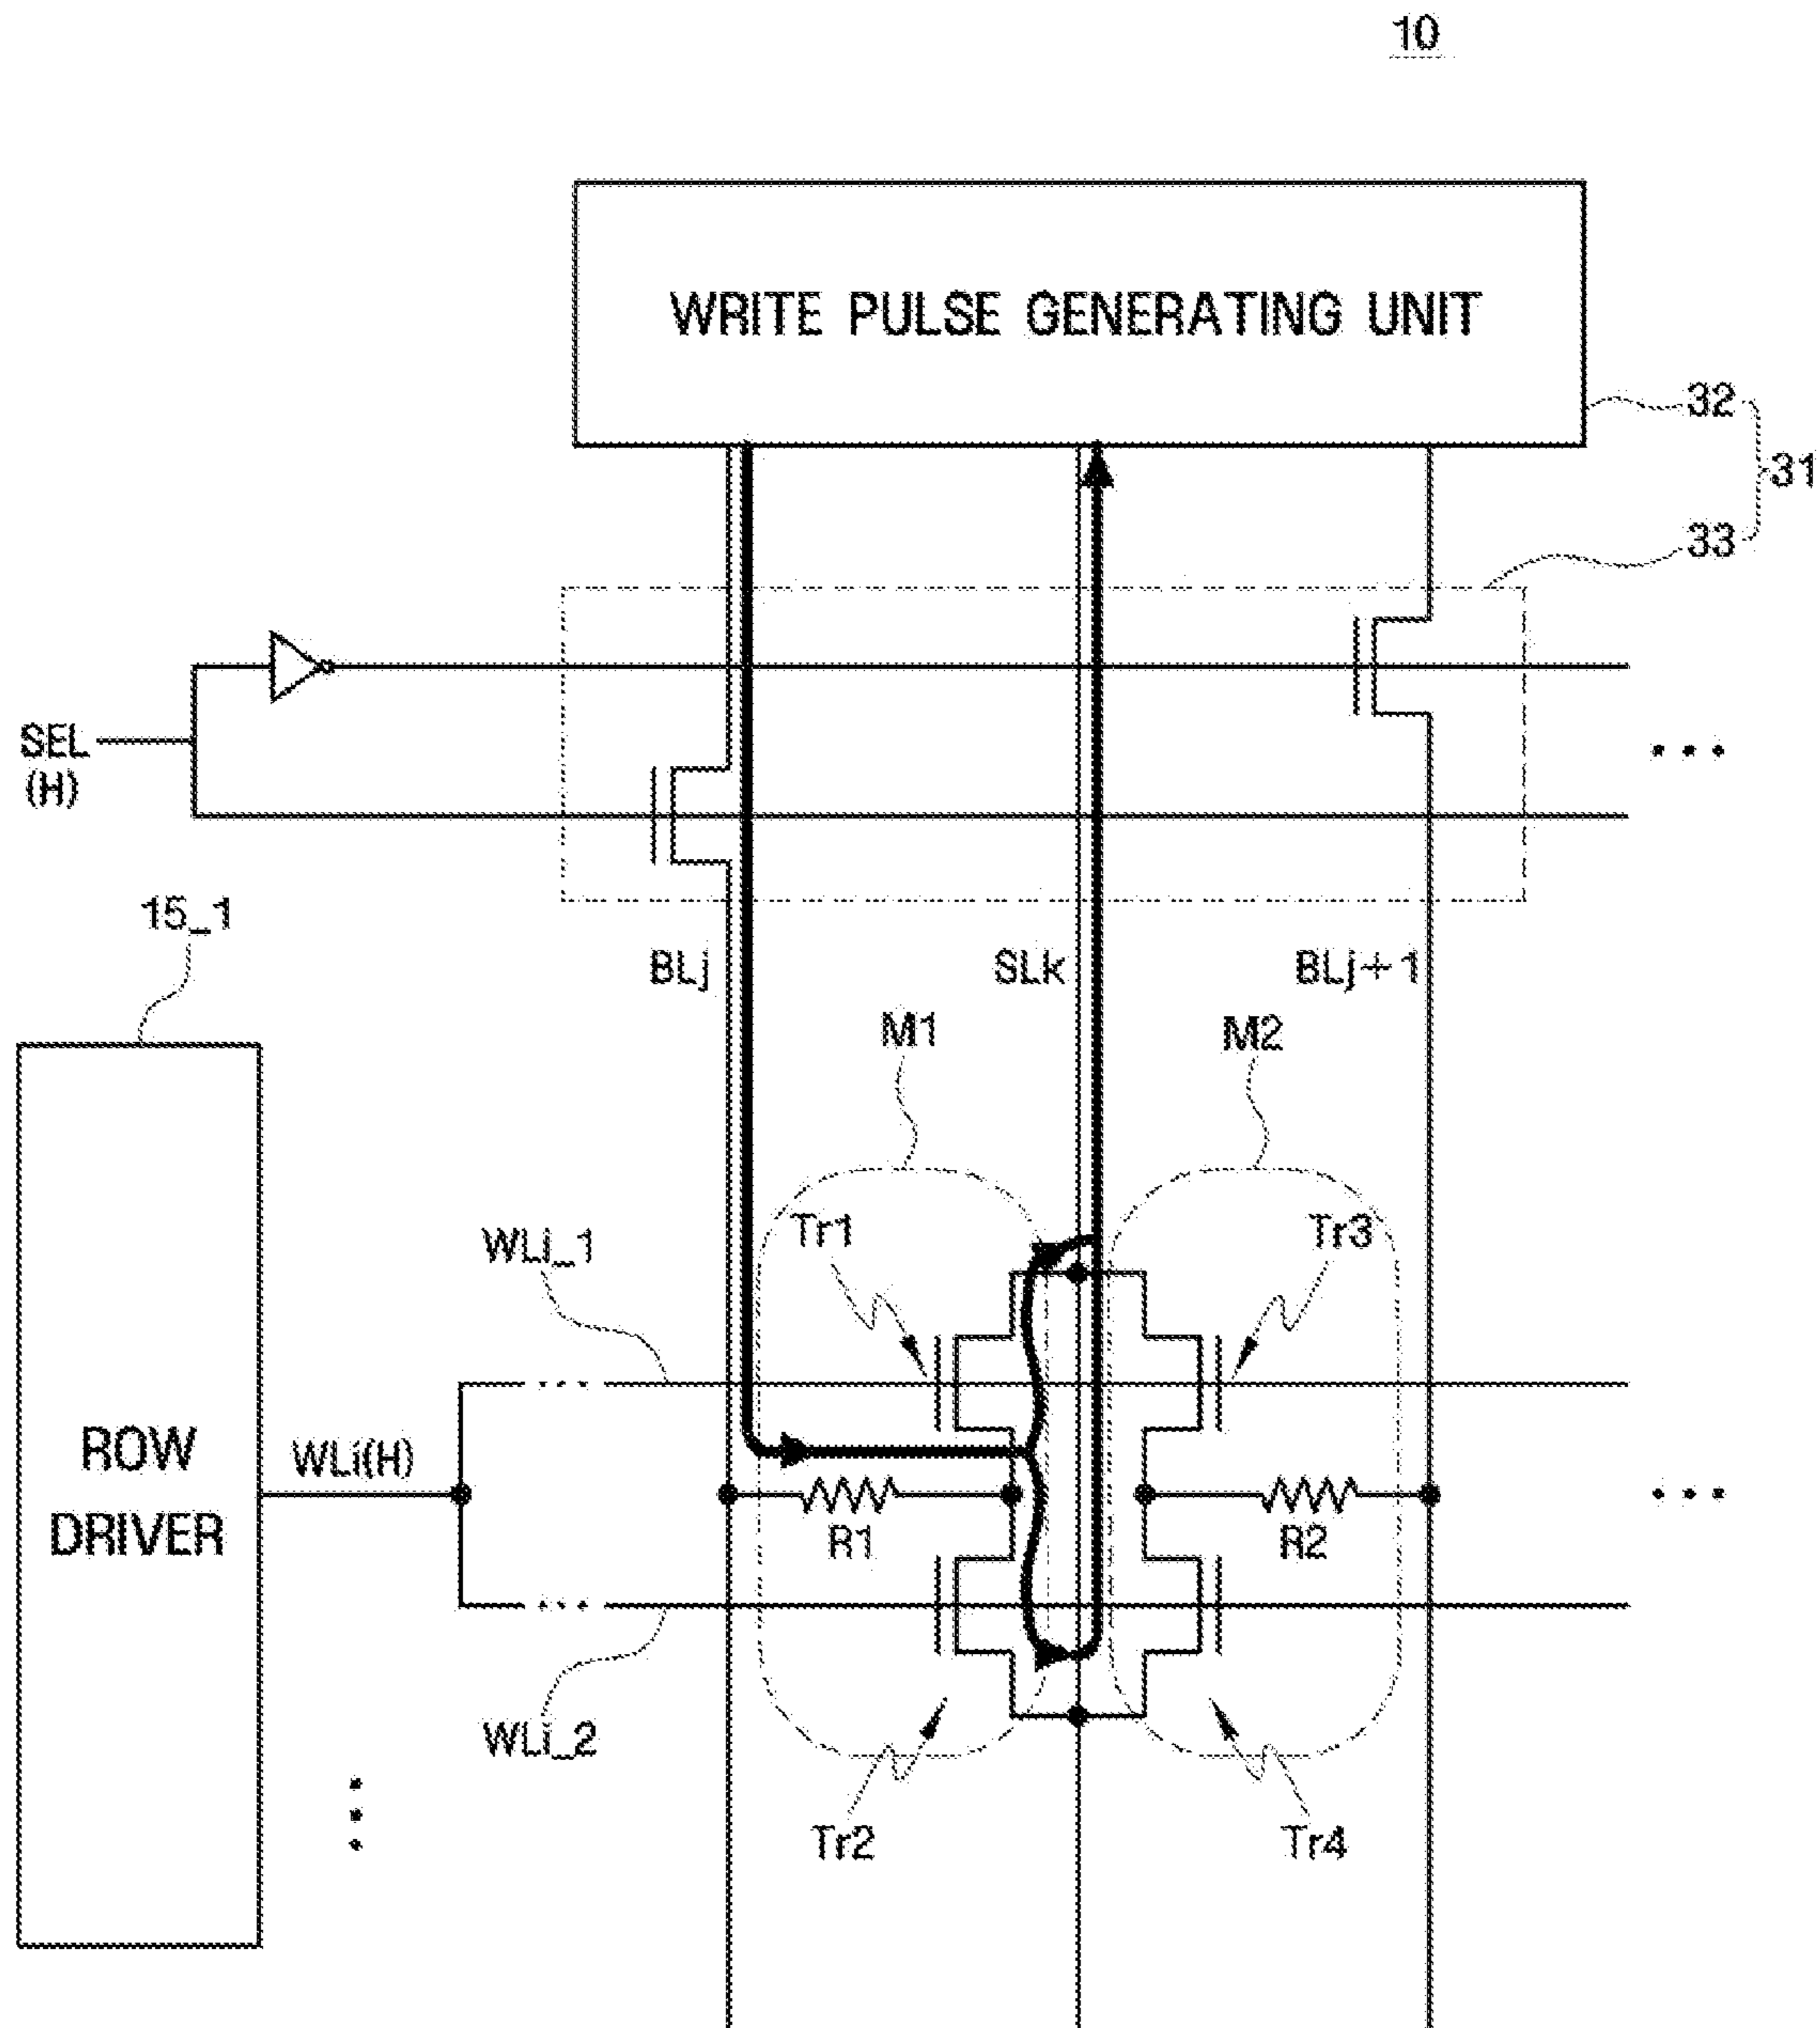 10
WRITE PULSE GENERATING UNIT
32
31
33
SEL
(H)
15_1
BLj
SLk
BLj+1
M1
M2
Tr1
Tr3
WLi_1
ROW
DRIVER
WLi(H)
R1
R2
WLi_2
Tr2
Tr4